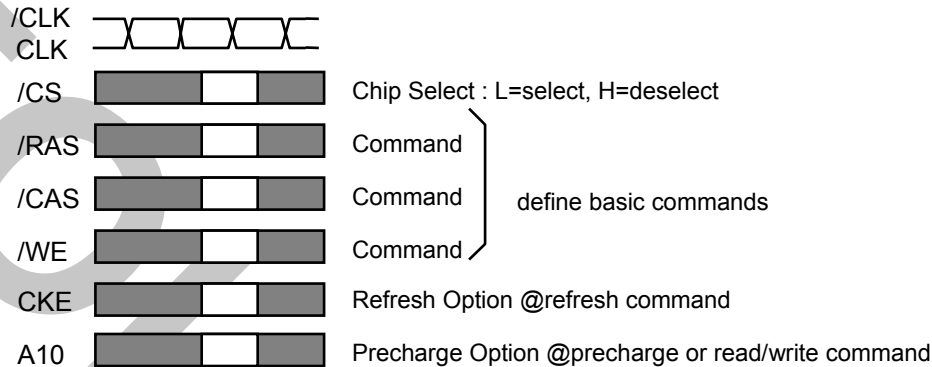 /CLK
CLK
/CS Chip Select : L=select, H=deselect
/RAS Command
/CAS Command define basic commands
/WE Command
CKE Refresh Option @refresh command
A10 Precharge Option @precharge or read/write command